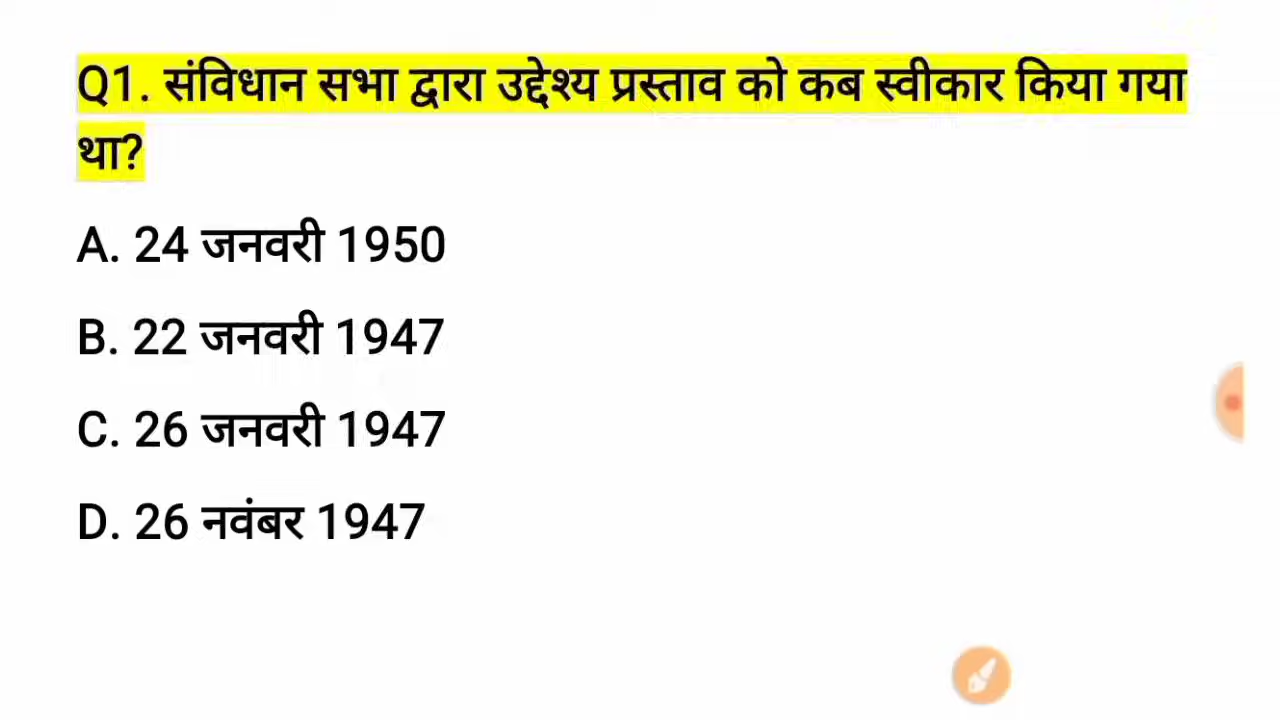 Q1. संविधान सभा द्वारा उद्देश्य प्रस्ताव को कब स्वीकार किया गया
था?
A. 24 जनवरी 1950
B. 22 जनवरी 1947
C. 26 जनवरी 1947
D. 26 नवंबर 1947